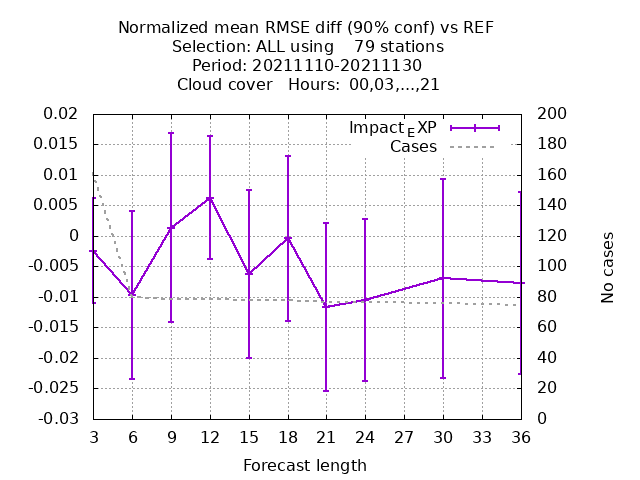 Normalized mean RMSE diff (90% conf) vs REF
Selection: ALL using 79 stations
Period: 20211110-20211130
Cloud cover Hours: 00,03,...,21
0.02
0.015
0.01
0.005
0
-0.005
-0.01
-0.015
-0.02
-0.025
-0.03
Impact_EXP
Cases
200
180
160
140
120
100
80
60
40
20
0
No cases
3 6 9 12 15 18 21 24 27 30 33 36
Forecast length